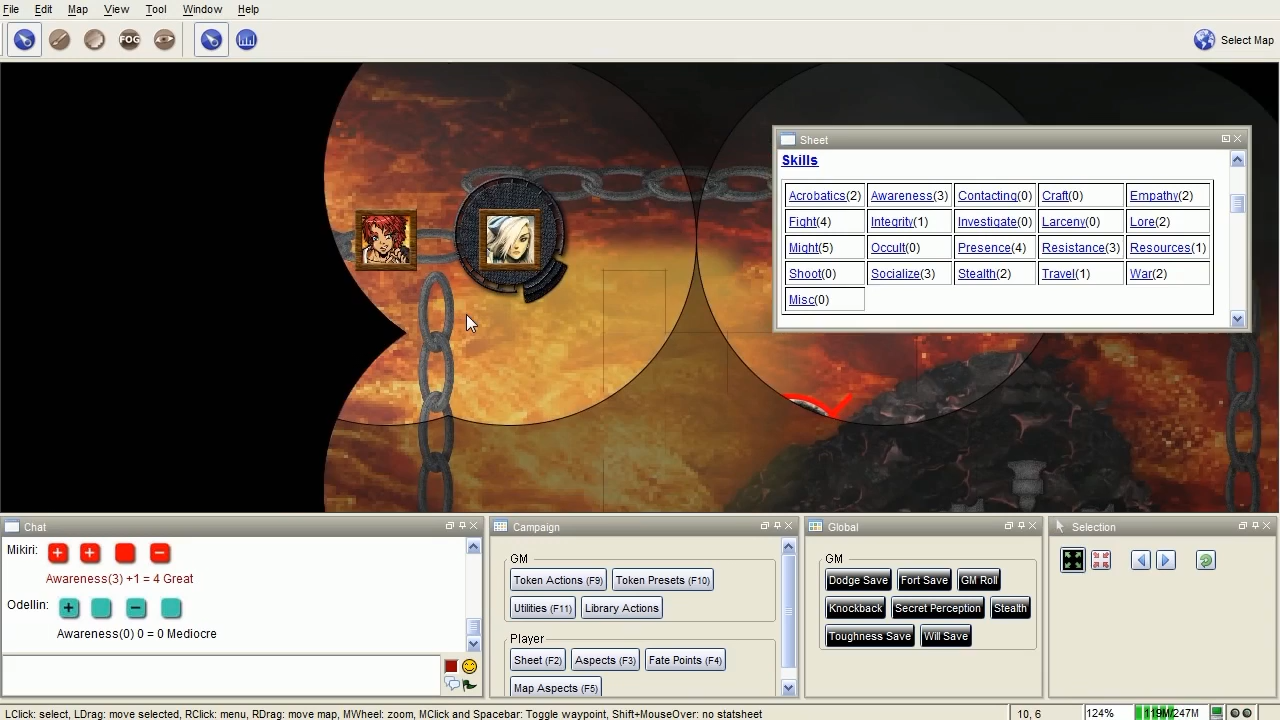 File Edit Map View Tool Window Help
FOG
Select Map
Sheet
Skills
Acrobatics(2) Awareness(3) Contacting(0) Craft(0) Empathy(2)
Fight(4) Integrity(1) Investigate(0) Larceny(0) Lore(2)
Might(5) Occult(0) Presence(4) Resistance(3) Resources(1)
Shoot(0) Socialize(3) Stealth(2) Travel(1) War(2)
Misc(0)
Chat
Mikiri:
Awareness(3) +1 = 4 Great
Odellin:
Awareness(0) 0 = 0 Mediocre
Campaign
GM
Token Actions (F9) Token Presets (F10)
Utilities (F11) Library Actions
Player
Sheet (F2) Aspects (F3) Fate Points (F4)
Map Aspects (F5)
Global
GM
Dodge Save Fort Save GM Roll
Knockback Secret Perception Stealth
Toughness Save Will Save
Selection
LClick: select, LDrag: move selected, RClick: menu, RDrag: move map, MWheel: zoom, MClick and Spacebar: Toggle waypoint, Shift+MouseOver: no statsheet
10, 6
124%
119M/247M